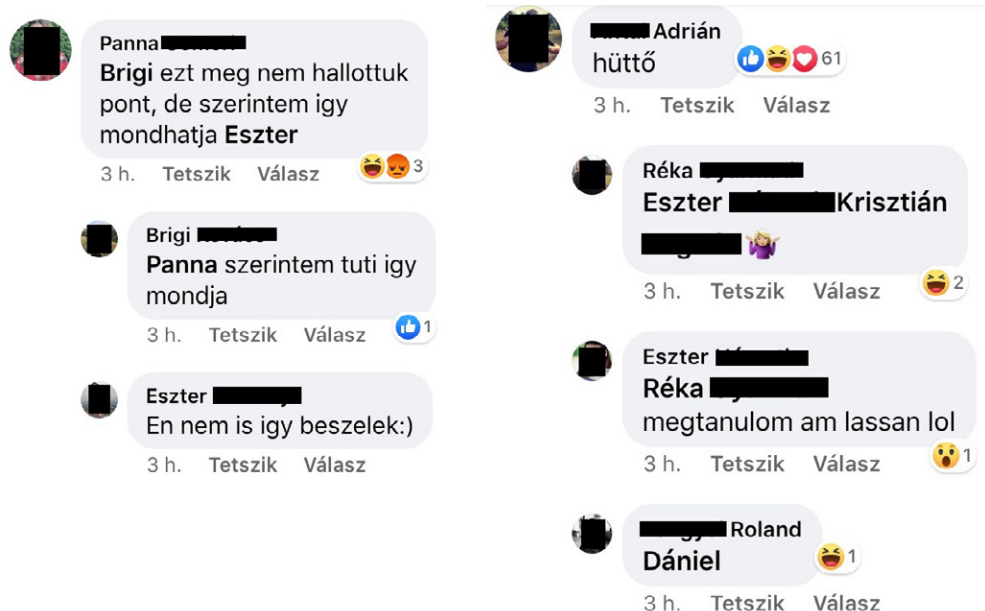 Panna
Brigi ezt meg nem hallottuk
pont, de szerintem igy
mondhatja Eszter
3 h. Tetszik Válasz 3
Brigi
Panna szerintem tuti igy
mondja
3 h. Tetszik Válasz 1
Eszter
En nem is igy beszelek:)
3 h. Tetszik Válasz
Adrián
hüttő
61
3 h. Tetszik Válasz
Réka
Eszter Krisztián
2
3 h. Tetszik Válasz
Eszter
Réka
megtanulom am lassan lol
1
3 h. Tetszik Válasz
Roland
Dániel
1
3 h. Tetszik Válasz